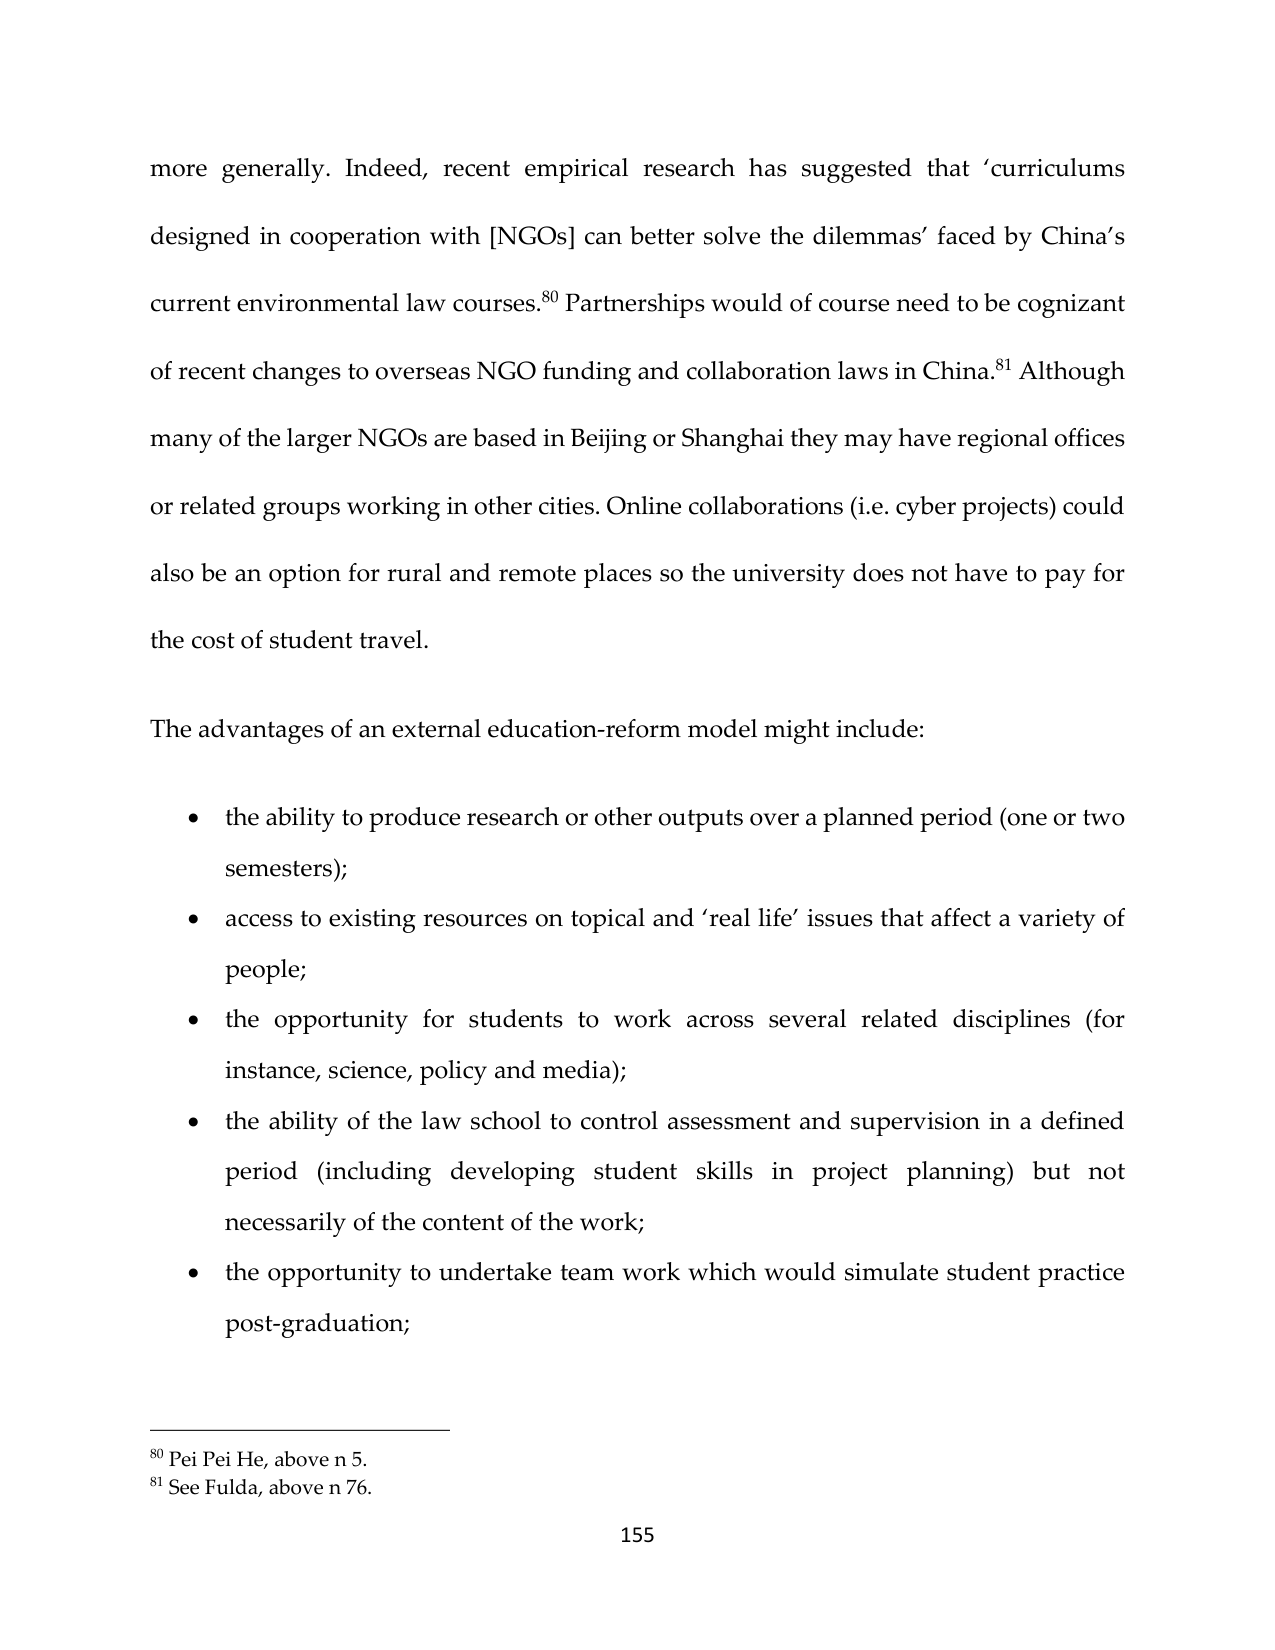 more generally. Indeed, recent empirical research has suggested that ‘curriculums
designed in cooperation with [NGOs] can better solve the dilemmas’ faced by China’s
current environmental law courses.80 Partnerships would of course need to be cognizant
of recent changes to overseas NGO funding and collaboration laws in China.81 Although
many of the larger NGOs are based in Beijing or Shanghai they may have regional offices
or related groups working in other cities. Online collaborations (i.e. cyber projects) could
also be an option for rural and remote places so the university does not have to pay for
the cost of student travel.
The advantages of an external education-reform model might include:
• the ability to produce research or other outputs over a planned period (one or two
semesters);
• access to existing resources on topical and ‘real life’ issues that affect a variety of
people;
• the opportunity for students to work across several related disciplines (for
instance, science, policy and media);
• the ability of the law school to control assessment and supervision in a defined
period (including developing student skills in project planning) but not
necessarily of the content of the work;
• the opportunity to undertake team work which would simulate student practice
post-graduation;
80 Pei Pei He, above n 5.
81 See Fulda, above n 76.
155